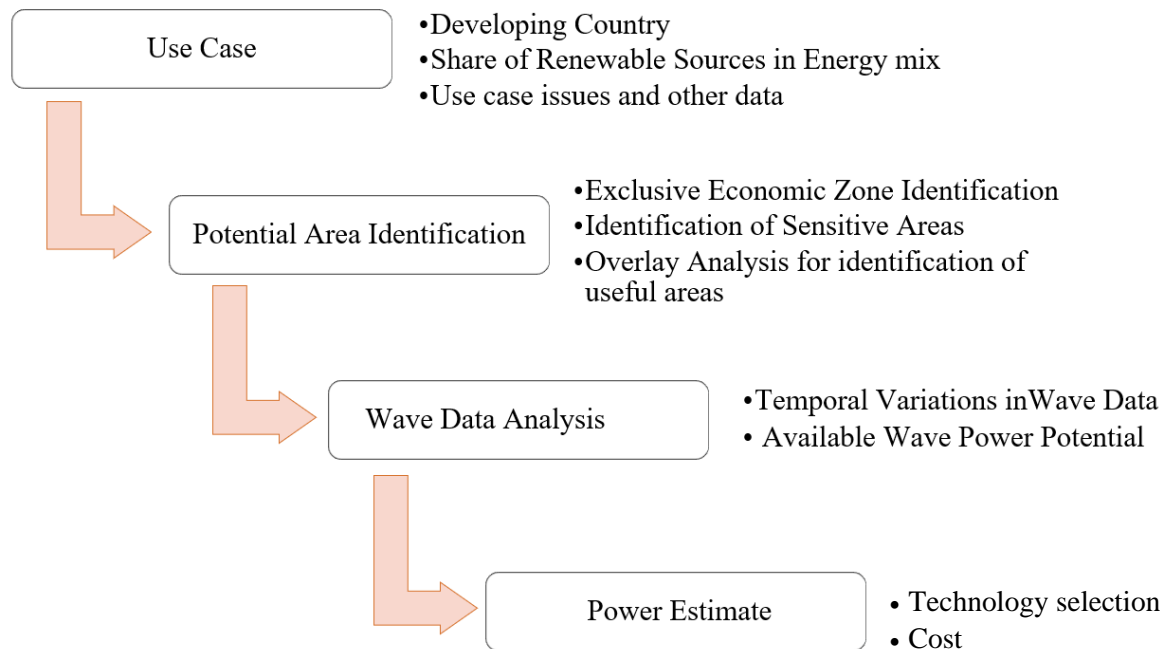 Use Case
•Developing Country
•Share of Renewable Sources in Energy mix
•Use case issues and other data
Potential Area Identification
•Exclusive Economic Zone Identification
•Identification of Sensitive Areas
•Overlay Analysis for identification of
useful areas
Wave Data Analysis
•Temporal Variations inWave Data
• Available Wave Power Potential
Power Estimate
• Technology selection
• Cost